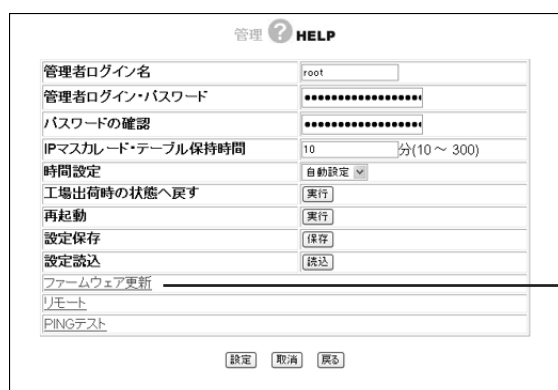 管理 ? HELP
管理者ログイン名 root
管理者ログイン・パスワード ●●●●●●●●●●●●●●●●●●
パスワードの確認 ●●●●●●●●●●●●●●●●●●
IPマスカレード・テーブル保持時間 10 分(10 ～ 300)
時間設定 自動設定
工場出荷時の状態へ戻す 実行
再起動 実行
設定保存 保存
設定読込 読込
ファームウェア更新
リモート
PINGテスト
設定 取消 戻る